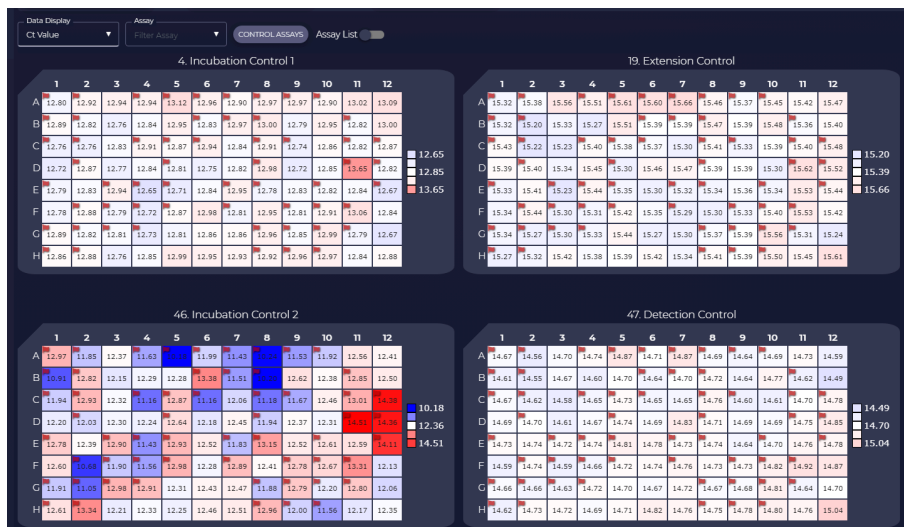 Data Display
Assay
Ct Value
Filter Assay
CONTROL ASSAYS
Assay List
4. Incubation Control 1
1 2 3 4 5 6 7 8 9 10 11 12
A 12.80 12.92 12.94 12.94 13.12 12.96 12.90 12.97 12.97 12.90 13.02 13.09
B 12.89 12.82 12.76 12.84 12.95 12.83 12.97 13.00 12.79 12.95 12.82 13.00
C 12.76 12.76 12.83 12.91 12.87 12.94 12.84 12.91 12.74 12.86 12.82 12.87
D 12.72 12.87 12.77 12.84 12.81 12.75 12.82 12.98 12.72 12.85 13.65 12.82
E 12.79 12.83 12.94 12.65 12.71 12.84 12.95 12.78 12.83 12.82 12.84 12.67
F 12.78 12.88 12.79 12.72 12.87 12.98 12.81 12.95 12.81 12.91 13.06 12.84
G 12.89 12.82 12.81 12.73 12.81 12.86 12.86 12.96 12.85 12.99 12.79 12.67
H 12.86 12.88 12.76 12.85 12.99 12.95 12.93 12.92 12.96 12.97 12.84 12.88
12.65
12.85
13.65
19. Extension Control
1 2 3 4 5 6 7 8 9 10 11 12
A 15.32 15.38 15.56 15.51 15.61 15.60 15.66 15.46 15.37 15.45 15.42 15.47
B 15.32 15.20 15.33 15.27 15.51 15.39 15.39 15.47 15.39 15.48 15.36 15.40
C 15.43 15.22 15.23 15.40 15.38 15.37 15.30 15.53 15.28 15.39 15.40 15.48
D 15.39 15.40 15.34 15.45 15.30 15.46 15.47 15.39 15.39 15.30 15.62 15.52
E 15.33 15.41 15.23 15.44 15.35 15.30 15.32 15.34 15.36 15.34 15.53 15.44
F 15.34 15.44 15.30 15.31 15.42 15.35 15.29 15.30 15.33 15.40 15.53 15.42
G 15.34 15.27 15.30 15.33 15.44 15.27 15.30 15.37 15.39 15.56 15.31 15.24
H 15.27 15.32 15.42 15.38 15.39 15.42 15.34 15.41 15.39 15.50 15.45 15.61
15.20
15.39
15.66
46. Incubation Control 2
1 2 3 4 5 6 7 8 9 10 11 12
A 12.97 11.85 12.37 11.63 11.99 11.43 11.53 11.92 12.56 12.41
B 10.91 12.82 12.15 12.29 12.28 13.38 11.51 12.62 12.38 12.85 12.50
C 11.94 12.93 12.32 11.16 12.87 11.16 12.06 11.18 11.67 12.46 13.01 14.38
D 12.20 12.03 12.30 12.24 12.64 12.18 12.45 11.94 12.37 12.31 14.51 14.36
E 12.78 12.39 12.90 11.43 12.93 12.52 11.83 13.15 12.52 12.61 12.59 14.11
F 12.60 10.68 11.90 11.56 12.98 12.28 12.89 12.41 12.78 12.67 13.31 12.13
G 11.91 11.05 12.98 12.91 12.31 12.43 12.47 11.88 12.79 12.20 12.80 12.06
H 12.61 13.34 12.21 12.33 12.25 12.46 12.51 12.96 12.00 11.56 12.17 12.35
10.18
12.36
14.51
47. Detection Control
1 2 3 4 5 6 7 8 9 10 11 12
A 14.67 14.56 14.70 14.74 14.87 14.71 14.87 14.69 14.64 14.69 14.73 14.59
B 14.61 14.55 14.67 14.60 14.70 14.64 14.70 14.72 14.64 14.77 14.62 14.49
C 14.67 14.62 14.58 14.65 14.73 14.65 14.65 14.76 14.60 14.61 14.70 14.78
D 14.69 14.70 14.61 14.67 14.74 14.69 14.83 14.71 14.69 14.69 14.75 14.85
E 14.73 14.74 14.72 14.74 14.81 14.78 14.73 14.74 14.64 14.70 14.76 14.78
F 14.59 14.74 14.59 14.66 14.72 14.74 14.76 14.73 14.73 14.82 14.92 14.87
G 14.66 14.66 14.63 14.72 14.70 14.67 14.72 14.67 14.68 14.81 14.64 14.70
H 14.62 14.73 14.72 14.69 14.71 14.82 14.76 14.75 14.78 14.72 14.76 15.04
14.49
14.70
15.04